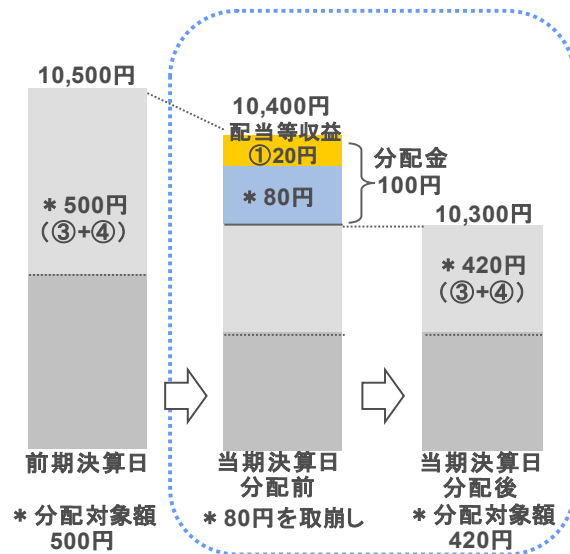 10,500円
＊500円
（③+④）
前期決算日
＊分配対象額
500円
10,400円
配当等収益
①20円
＊80円
分配金
100円
当期決算日
分配前
＊80円を取崩し
10,300円
＊420円
（③+④）
当期決算日
分配後
＊分配対象額
420円